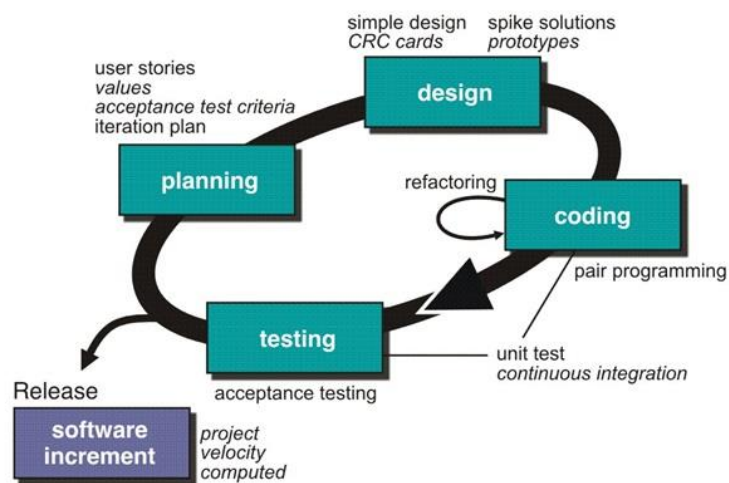 simple design
CRC cards
spike solutions
prototypes
design
user stories
values
acceptance test criteria
iteration plan
planning
refactoring
coding
pair programming
testing
acceptance testing
unit test
continuous integration
Release
software
increment
project
velocity
computed